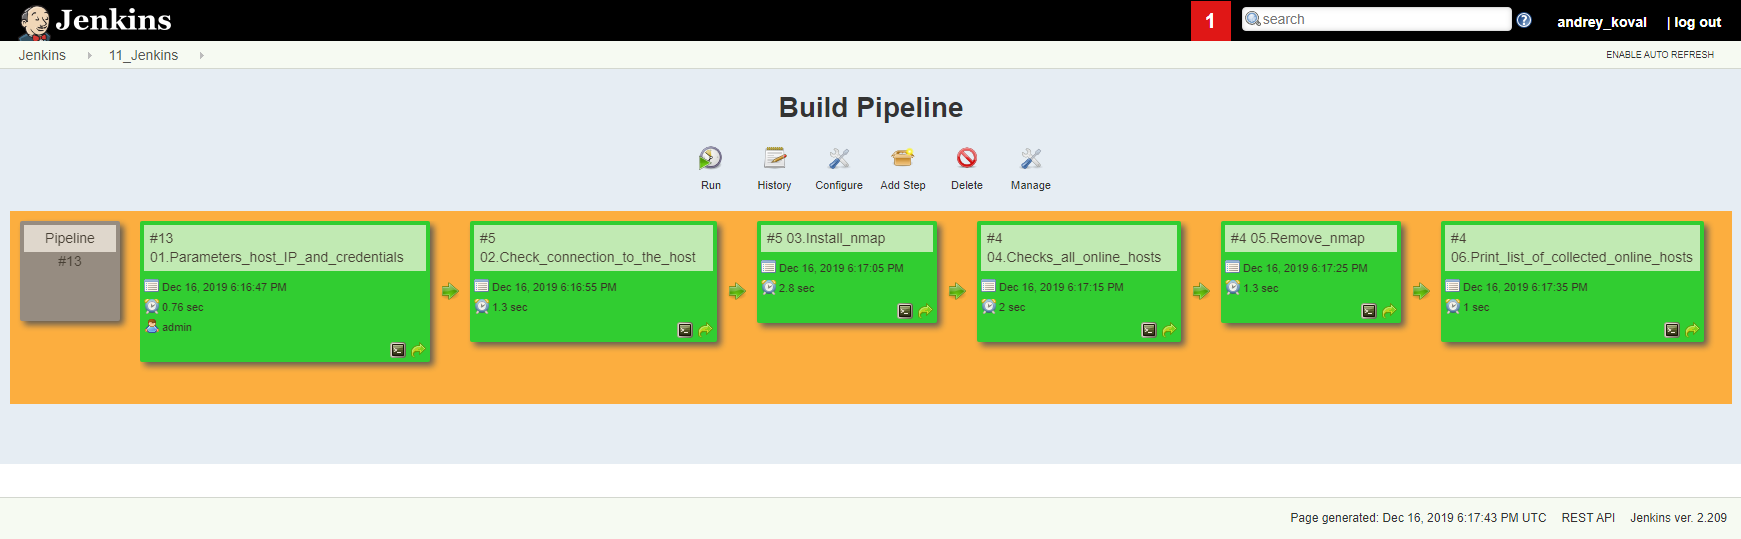 Jenkins
1
search
?
andrey_koval
| log out
Jenkins
11_Jenkins
ENABLE AUTO REFRESH
Build Pipeline
Run
History
Configure
Add Step
Delete
Manage
Pipeline
#13
#13
01.Parameters_host_IP_and_credentials
Dec 16, 2019 6:16:47 PM
0.76 sec
admin
#5
02.Check_connection_to_the_host
Dec 16, 2019 6:16:55 PM
1.3 sec
#5 03.Install_nmap
Dec 16, 2019 6:17:05 PM
2.8 sec
#4
04.Checks_all_online_hosts
Dec 16, 2019 6:17:15 PM
2 sec
#4 05.Remove_nmap
Dec 16, 2019 6:17:25 PM
1.3 sec
#4
06.Print_list_of_collected_online_hosts
Dec 16, 2019 6:17:35 PM
1 sec
Page generated: Dec 16, 2019 6:17:43 PM UTC
REST API
Jenkins ver. 2.209